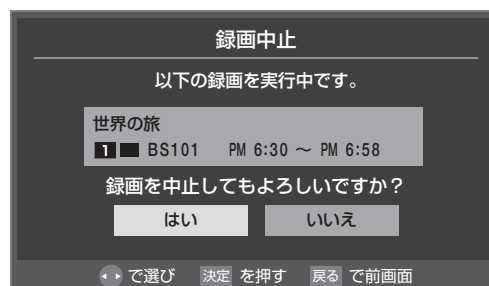 録画中止
以下の録画を実行中です。
世界の旅
1 BS101 PM 6:30 ～ PM 6:58
録画を中止してもよろしいですか？
はい いいえ
で選び 決定 を押す 戻る で前画面